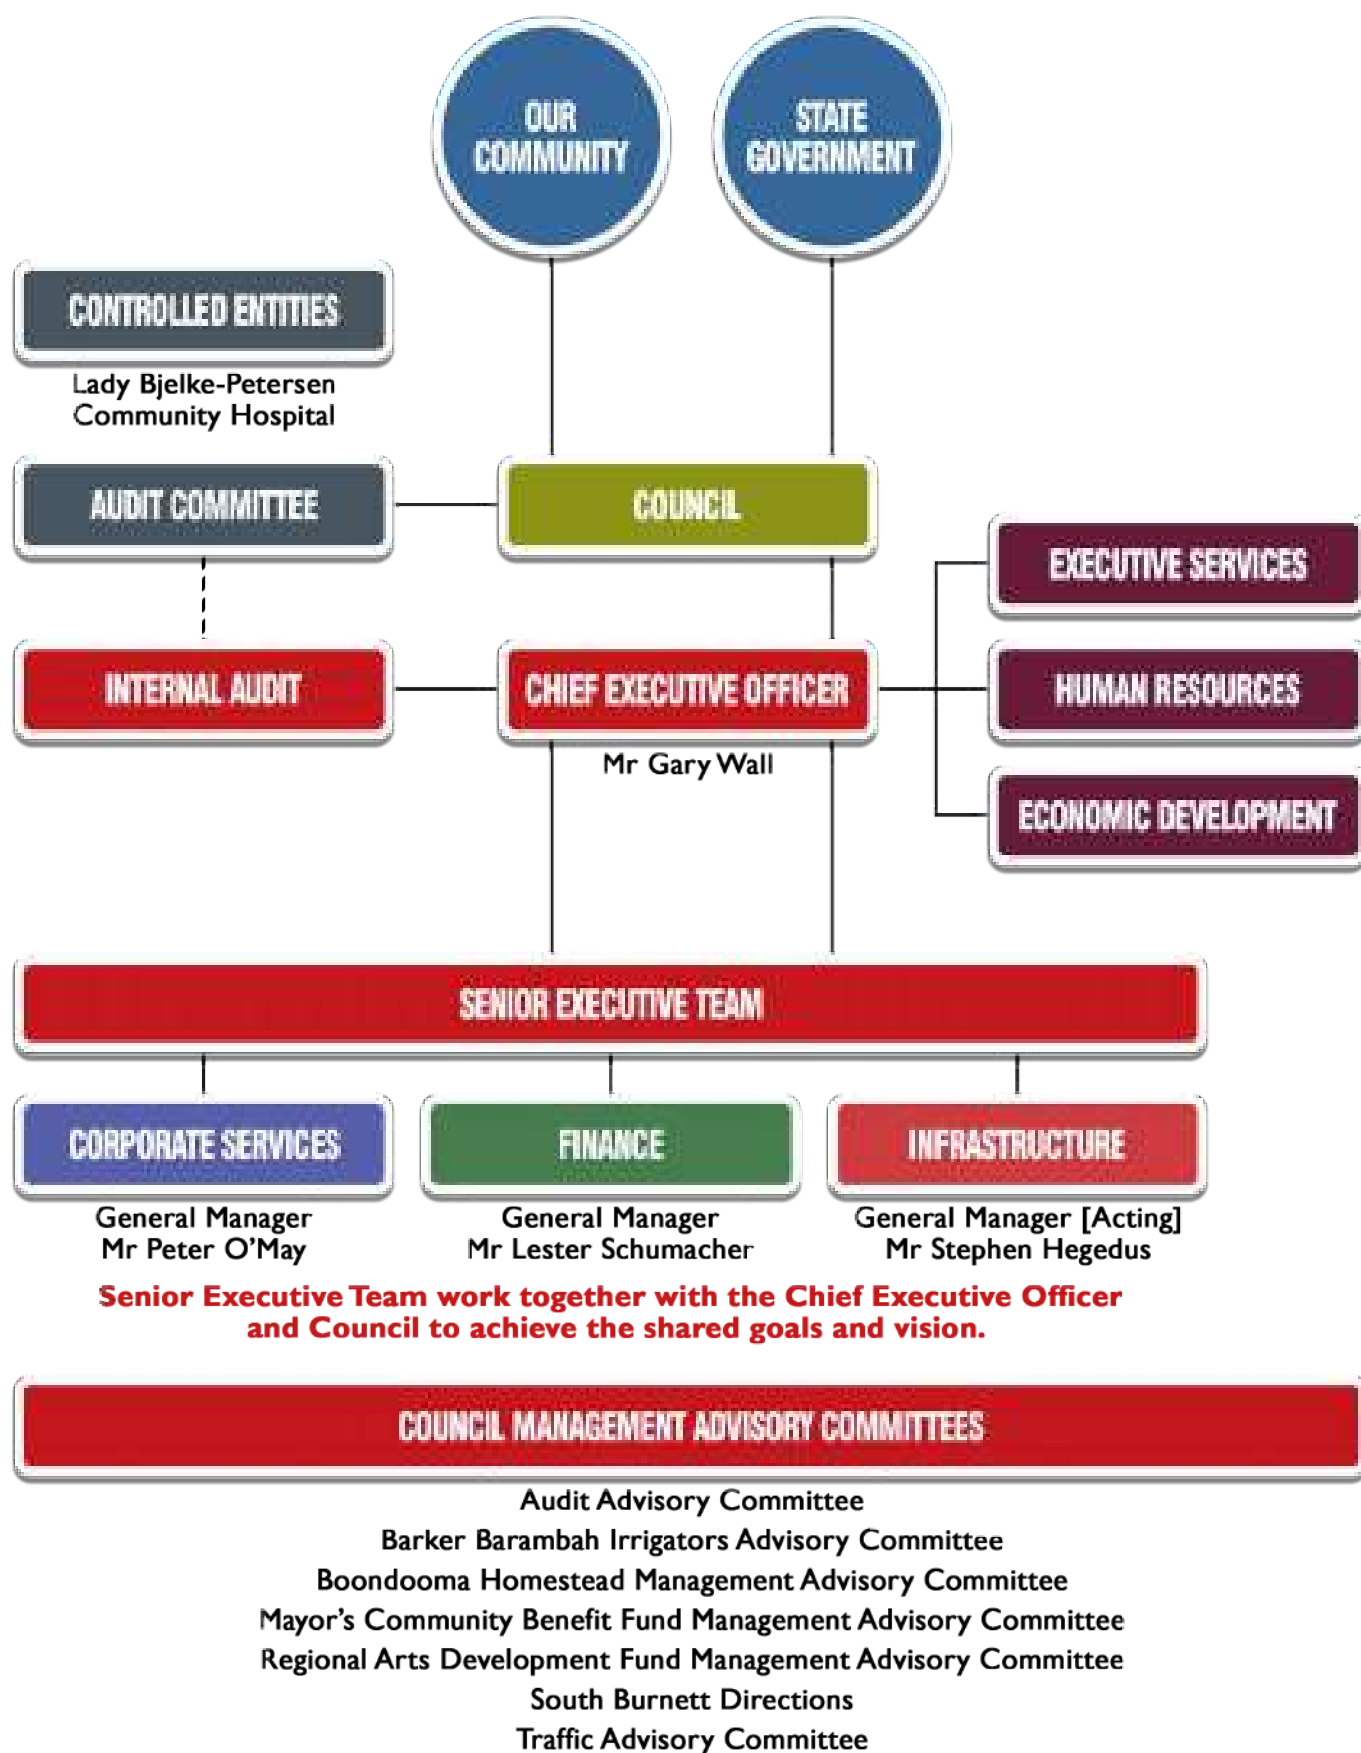 OUR
COMMUNITY
STATE
GOVERNMENT
CONTROLLED ENTITIES
Lady Bjelke-Petersen
Community Hospital
AUDIT COMMITTEE
COUNCIL
EXECUTIVE SERVICES
INTERNAL AUDIT
CHIEF EXECUTIVE OFFICER
HUMAN RESOURCES
Mr Gary Wall
ECONOMIC DEVELOPMENT
SENIOR EXECUTIVE TEAM
CORPORATE SERVICES
FINANCE
INFRASTRUCTURE
General Manager
Mr Peter O'May
General Manager
Mr Lester Schumacher
General Manager [Acting]
Mr Stephen Hegedus
Senior Executive Team work together with the Chief Executive Officer
and Council to achieve the shared goals and vision.
COUNCIL MANAGEMENT ADVISORY COMMITTEES
Audit Advisory Committee
Barker Barambah Irrigators Advisory Committee
Boondooma Homestead Management Advisory Committee
Mayor's Community Benefit Fund Management Advisory Committee
Regional Arts Development Fund Management Advisory Committee
South Burnett Directions
Traffic Advisory Committee